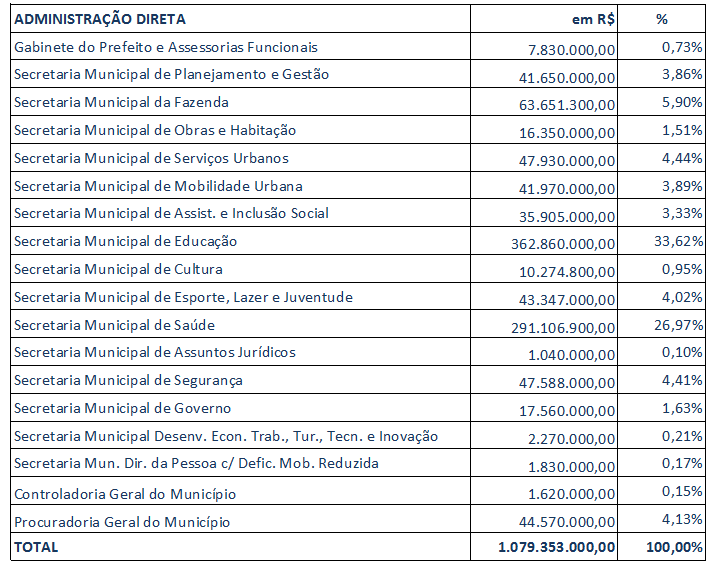 ADMINISTRAÇÃO DIRETA em R$ %
Gabinete do Prefeito e Assessorias Funcionais 7.830.000,00 0,73%
Secretaria Municipal de Planejamento e Gestão 41.650.000,00 3,86%
Secretaria Municipal da Fazenda 63.651.300,00 5,90%
Secretaria Municipal de Obras e Habitação 16.350.000,00 1,51%
Secretaria Municipal de Serviços Urbanos 47.930.000,00 4,44%
Secretaria Municipal de Mobilidade Urbana 41.970.000,00 3,89%
Secretaria Municipal de Assist. e Inclusão Social 35.905.000,00 3,33%
Secretaria Municipal de Educação 362.860.000,00 33,62%
Secretaria Municipal de Cultura 10.274.800,00 0,95%
Secretaria Municipal de Esporte, Lazer e Juventude 43.347.000,00 4,02%
Secretaria Municipal de Saúde 291.106.900,00 26,97%
Secretaria Municipal de Assuntos Jurídicos 1.040.000,00 0,10%
Secretaria Municipal de Segurança 47.588.000,00 4,41%
Secretaria Municipal de Governo 17.560.000,00 1,63%
Secretaria Municipal Desenv. Econ. Trab., Tur., Tecn. e Inovação 2.270.000,00 0,21%
Secretaria Mun. Dir. da Pessoa c/ Defic. Mob. Reduzida 1.830.000,00 0,17%
Controladoria Geral do Município 1.620.000,00 0,15%
Procuradoria Geral do Município 44.570.000,00 4,13%
TOTAL 1.079.353.000,00 100,00%